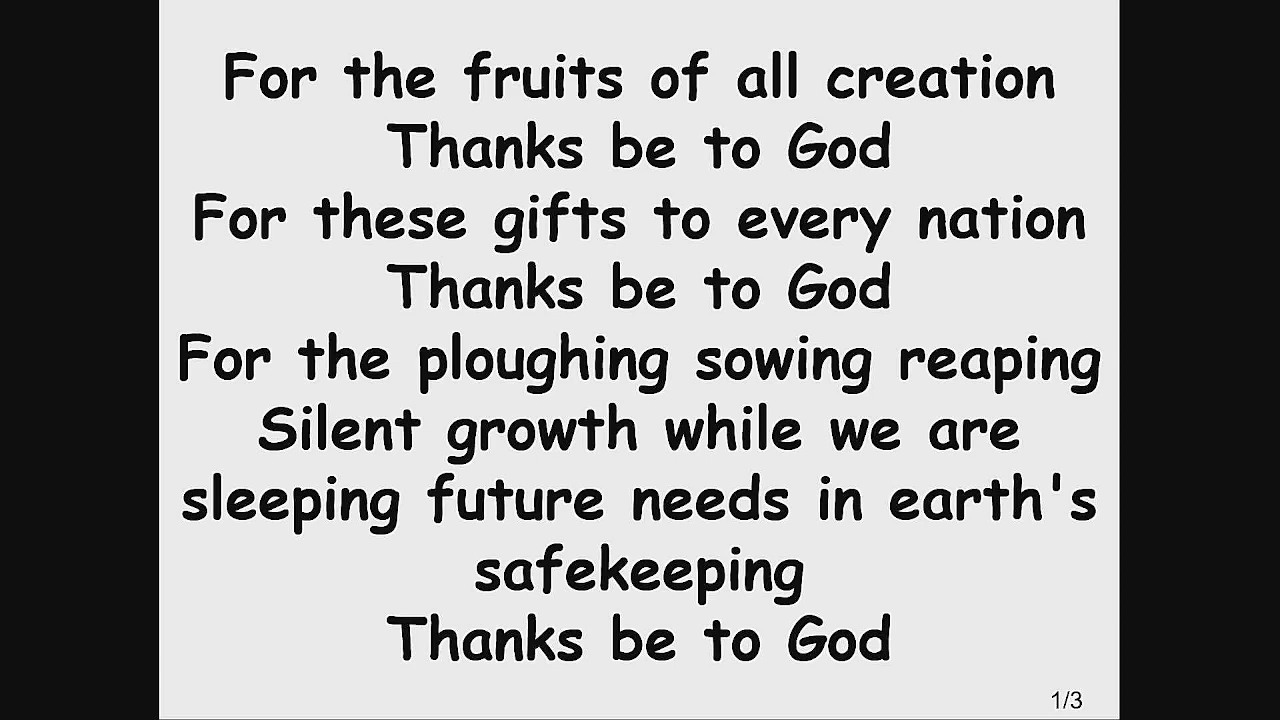 For the fruits of all creation
Thanks be to God
For these gifts to every nation
Thanks be to God
For the ploughing sowing reaping
Silent growth while we are
sleeping future needs in earth's
safekeeping
Thanks be to God
1/3